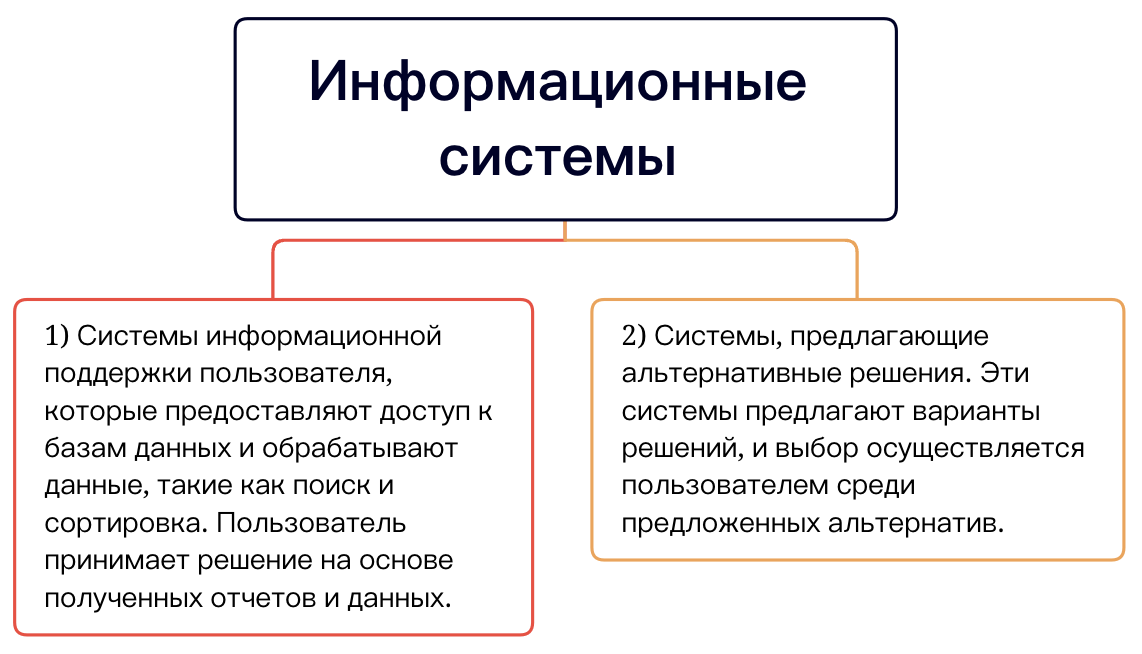 Информационные
системы
1) Системы информационной
поддержки пользователя,
которые предоставляют доступ к
базам данных и обрабатывают
данные, такие как поиск и
сортировка. Пользователь
принимает решение на основе
полученных отчетов и данных.
2) Системы, предлагающие
альтернативные решения. Эти
системы предлагают варианты
решений, и выбор осуществляется
пользователем среди
предложенных альтернатив.